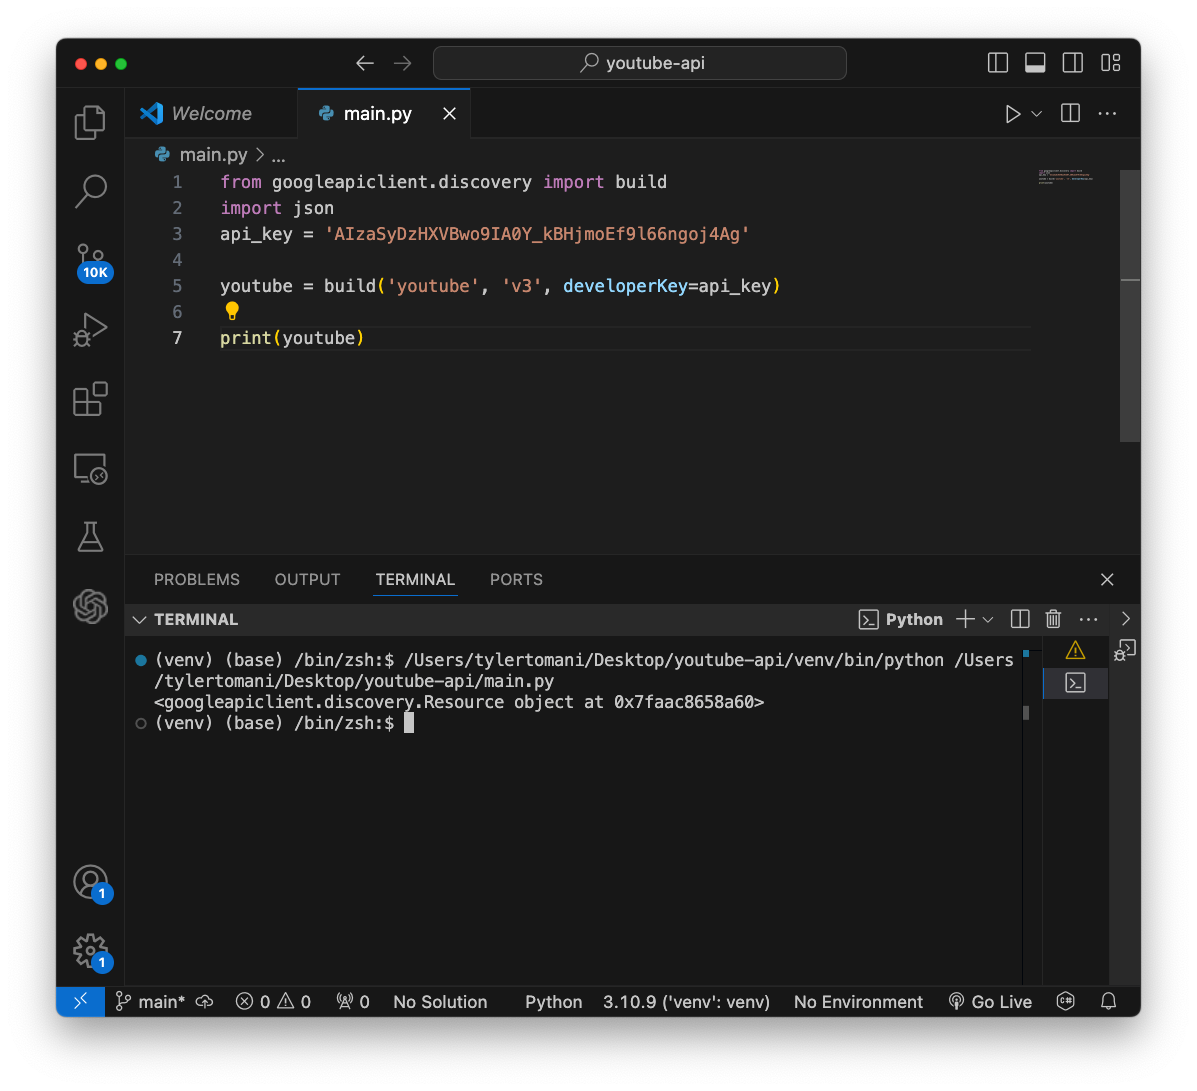 youtube-api
Welcome
main.py
main.py > ...
1 from googleapiclient.discovery import build
2 import json
3 api_key = 'AIzaSyDzHXVBwo9IA0Y_kBHjmoEf9l66ngoj4Ag'
4
5 youtube = build('youtube', 'v3', developerKey=api_key)
6
7 print(youtube)
10K
PROBLEMS OUTPUT TERMINAL PORTS
TERMINAL
Python
(venv) (base) /bin/zsh:$ /Users/tylertomani/Desktop/youtube-api/venv/bin/python /Users
/tylertomani/Desktop/youtube-api/main.py
<googleapiclient.discovery.Resource object at 0x7faac8658a60>
(venv) (base) /bin/zsh:$
1
1
main* 0 0 0 No Solution Python 3.10.9 ('venv': venv) No Environment Go Live C#